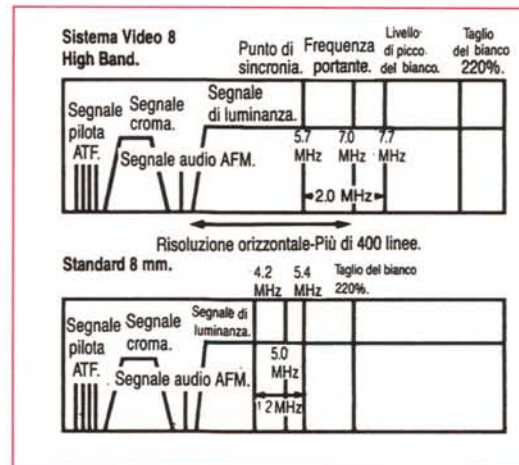 Sistema Video 8
High Band.
Punto di
sincronia.
Frequenza
portante.
Livello
di picco
del bianco.
Taglio
del bianco
220%.
Segnale
pilota
ATF.
Segnale
croma.
Segnale
di luminanza.
Segnale audio AFM.
5.7
MHz
7.0
MHz
7.7
MHz
2.0 MHz
Risoluzione orizzontale-Più di 400 linee.
Standard 8 mm.
4.2
MHz
5.4
MHz
Taglio del bianco
220%.
Segnale
pilota
ATF.
Segnale
croma.
Segnale di
luminanza.
Segnale audio AFM.
5.0
MHz
1 2 MHz